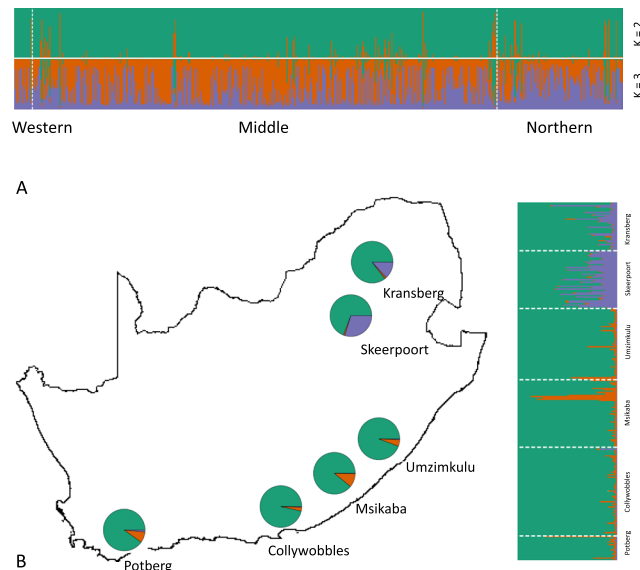 K = 2
K = 3
Western
Middle
Northern
A
Kransberg
Skeerpoort
Umzimkulu
Msikaba
Collywobbles
Potberg
B
Kransberg
Skeerpoort
Umzimkulu
Msikaba
Collywobbles
Potberg